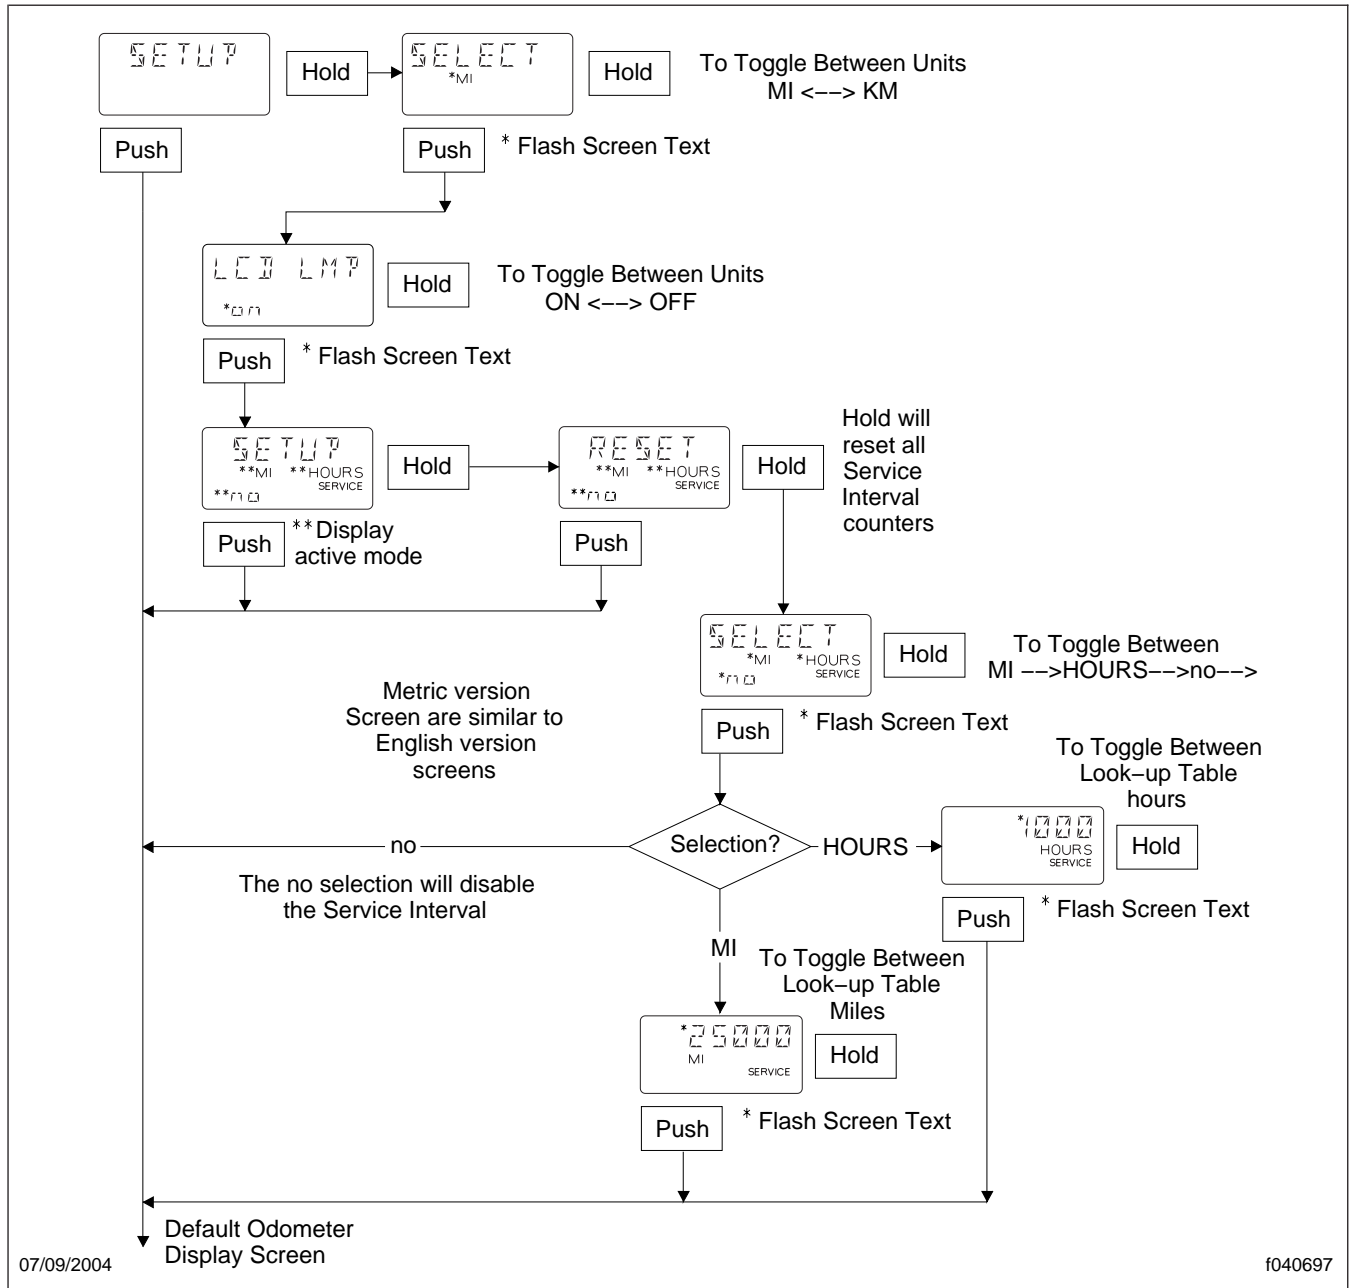 SETUP
Hold
SELECT
*MI
Hold
To Toggle Between Units
MI <−−> KM
Push
Push
* Flash Screen Text
LCD LMP
*on
Hold
To Toggle Between Units
ON <−−> OFF
Push
* Flash Screen Text
SETUP
**MI **HOURS
SERVICE
**no
Hold
RESET
**MI **HOURS
SERVICE
**no
Hold
Hold will
reset all
Service
Interval
counters
Push
**Display
active mode
Push
SELECT
*MI *HOURS
*no SERVICE
Hold
To Toggle Between
MI −−>HOURS−−>no−−>
Metric version
Screen are similar to
English version
screens
Push
* Flash Screen Text
To Toggle Between
Look−up Table
hours
Selection?
HOURS
*1000
HOURS
SERVICE
Hold
no
The no selection will disable
the Service Interval
Push
* Flash Screen Text
MI
To Toggle Between
Look−up Table
Miles
*25000
MI
SERVICE
Hold
Push
* Flash Screen Text
Default Odometer
Display Screen
07/09/2004
f040697